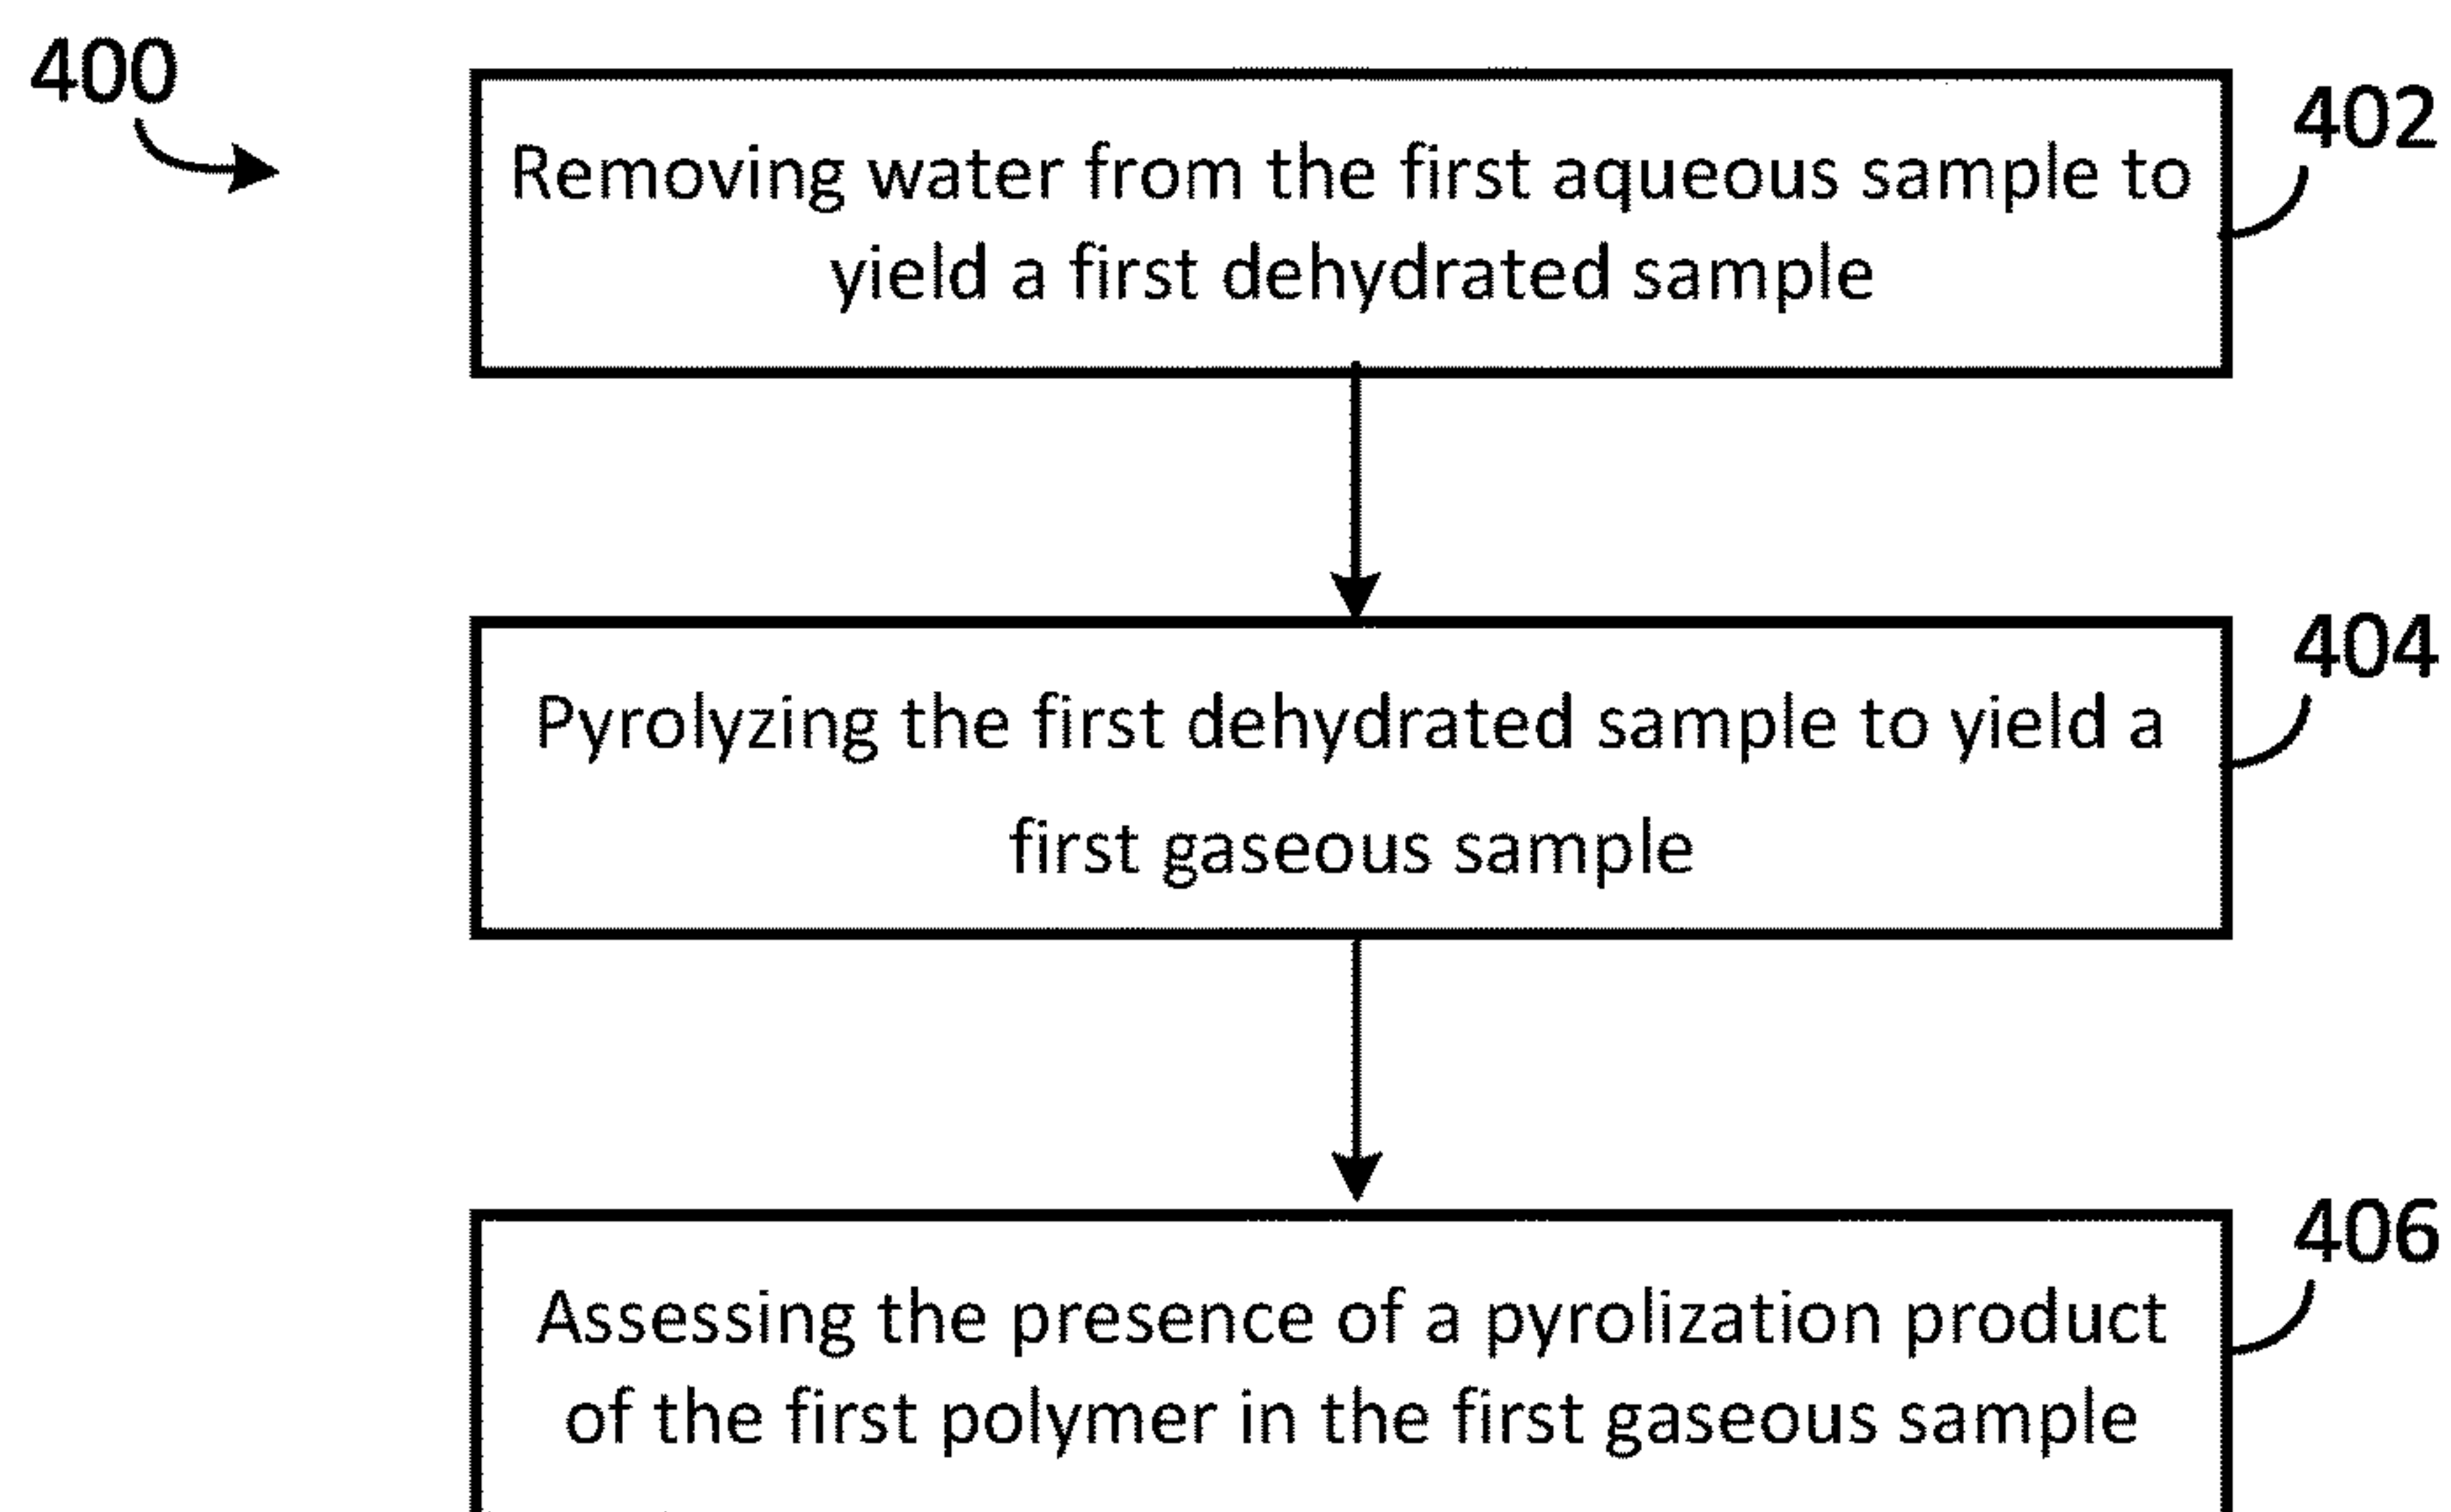 400
402
Removing water from the first aqueous sample to
yield a first dehydrated sample
404
Pyrolyzing the first dehydrated sample to yield a
first gaseous sample
406
Assessing the presence of a pyrolization product
of the first polymer in the first gaseous sample